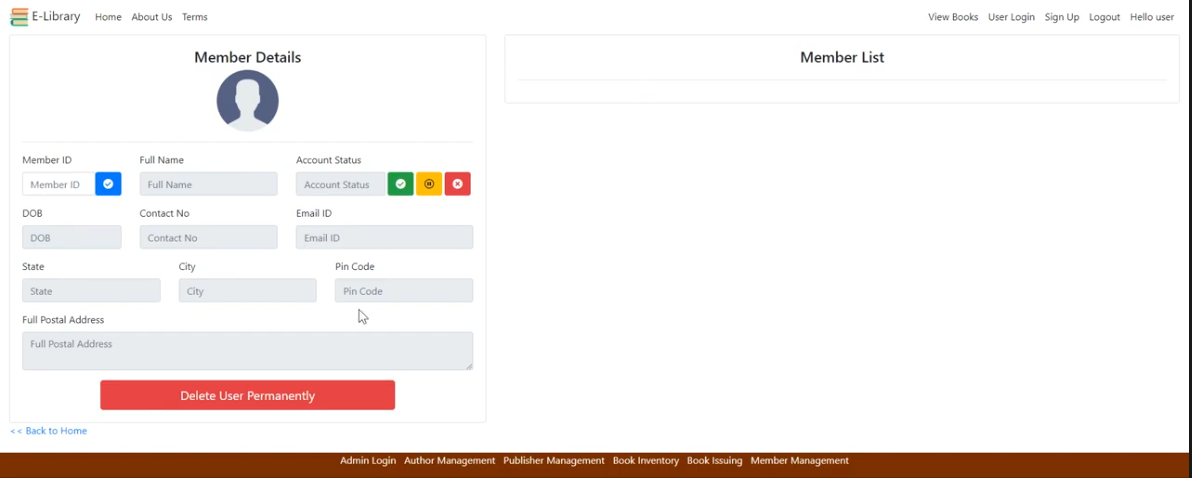 E-Library Home About Us Terms View Books User Login Sign Up Logout Hello user
Member Details
Member ID Full Name Account Status
Member ID Full Name Account Status
DOB Contact No Email ID
DOB Contact No Email ID
State City Pin Code
State City Pin Code
Full Postal Address
Full Postal Address
Delete User Permanently
<< Back to Home
Member List
Admin Login Author Management Publisher Management Book Inventory Book Issuing Member Management